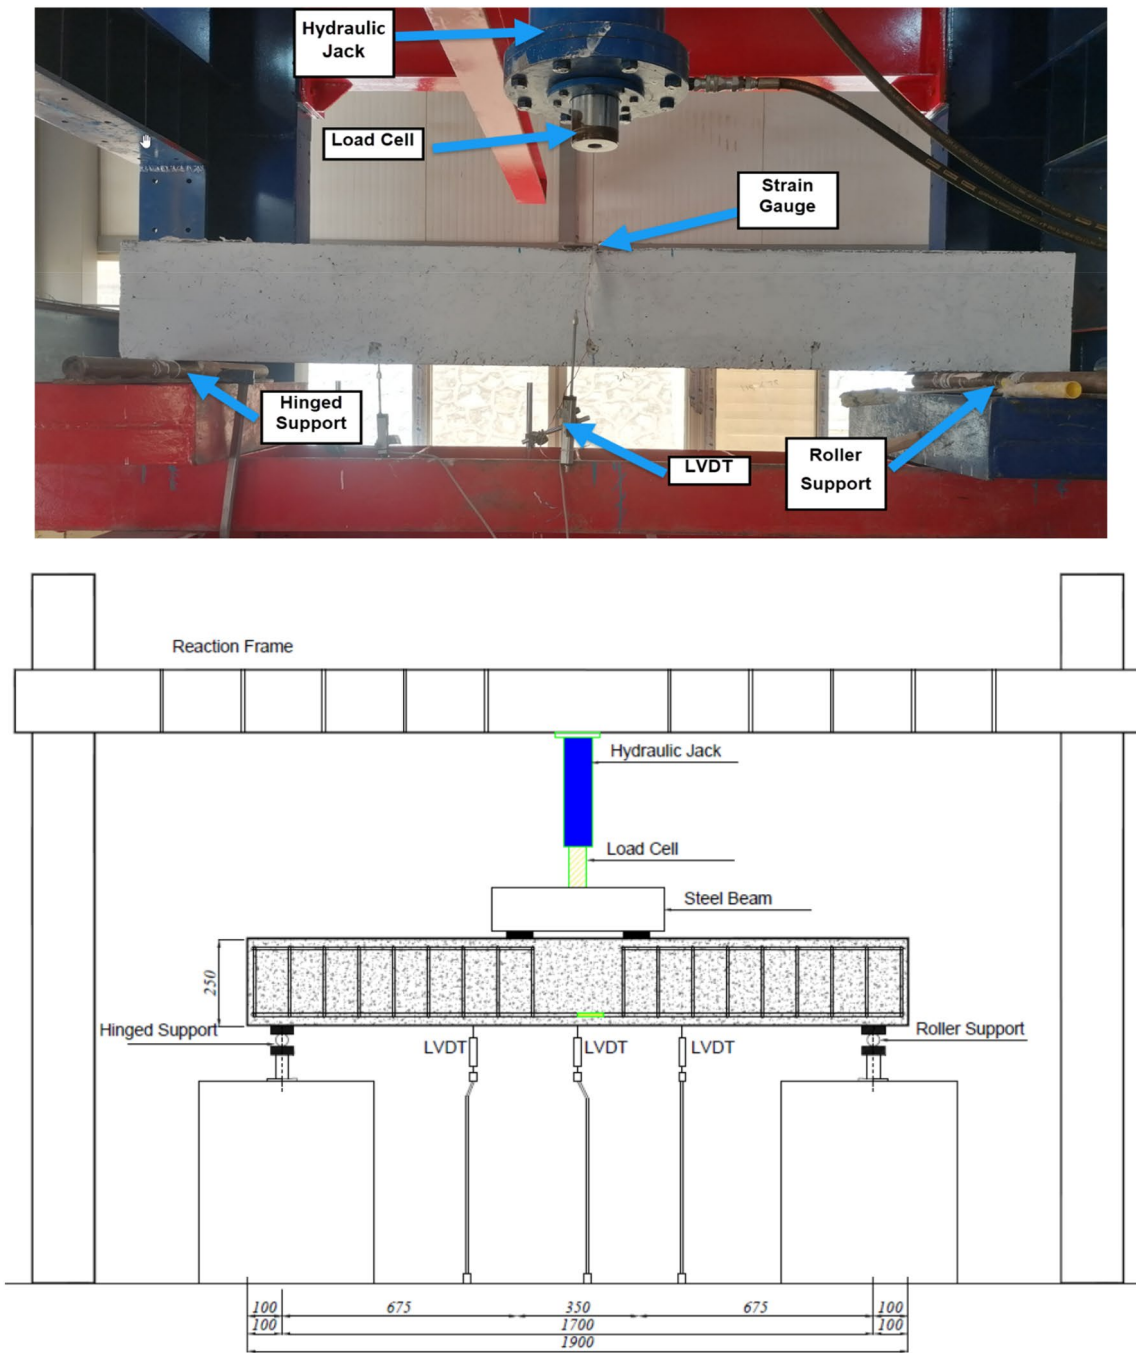 Hydraulic
Jack
Load Cell
Strain
Gauge
Hinged
Support
LVDT
Roller
Support
Reaction Frame
Hydraulic Jack
Load Cell
Steel Beam
250
Hinged Support
LVDT
LVDT
LVDT
Roller Support
100
675
350
675
100
100
1700
100
1900